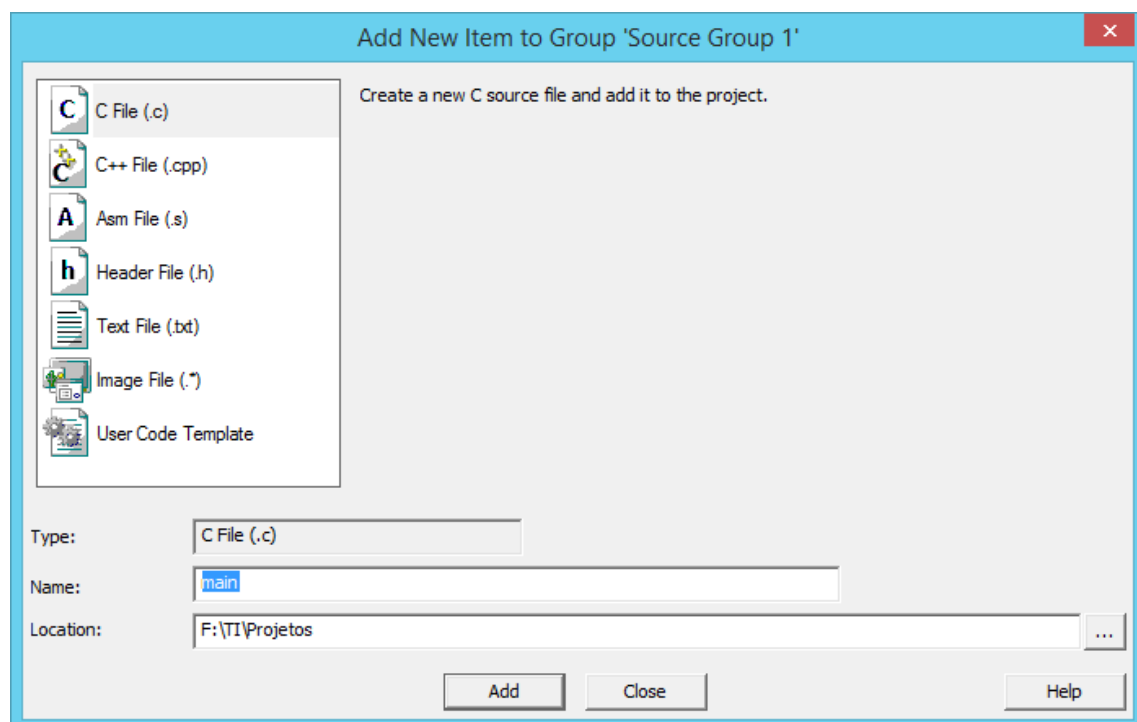 Add New Item to Group 'Source Group 1'
C File (.c)
Create a new C source file and add it to the project.
C++ File (.cpp)
Asm File (.s)
Header File (.h)
Text File (.txt)
Image File (.*)
User Code Template
Type:
C File (.c)
Name:
main
Location:
F:\TI\Projetos
...
Add
Close
Help